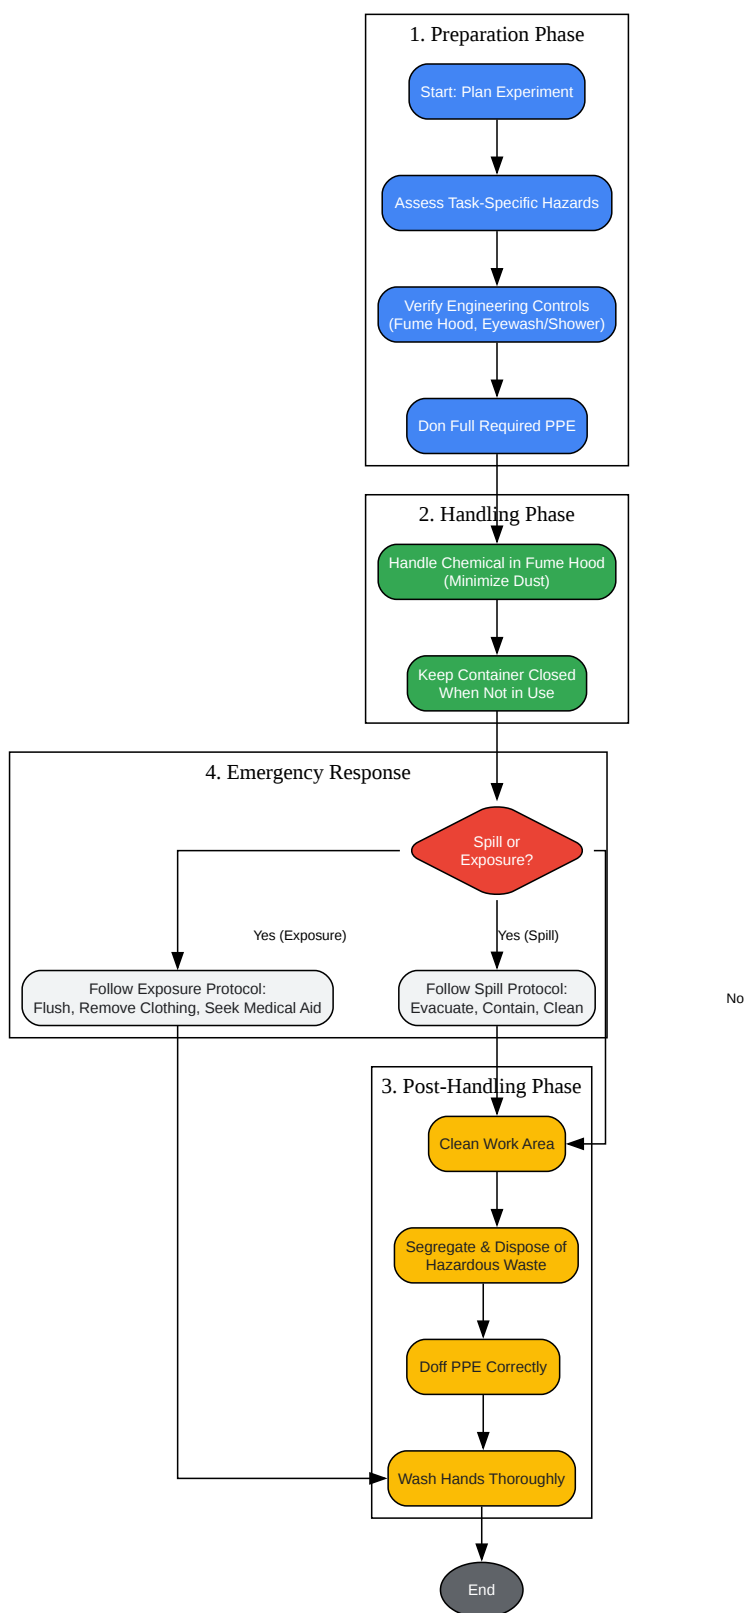 1. Preparation Phase
Start: Plan Experiment
Assess Task-Specific Hazards
Verify Engineering Controls
(Fume Hood, Eyewash/Shower)
Don Full Required PPE
2. Handling Phase
Handle Chemical in Fume Hood
(Minimize Dust)
Keep Container Closed
When Not in Use
4. Emergency Response
Spill or
Exposure?
Yes (Exposure)
Yes (Spill)
Follow Exposure Protocol:
Flush, Remove Clothing, Seek Medical Aid
Follow Spill Protocol:
Evacuate, Contain, Clean
No
3. Post-Handling Phase
Clean Work Area
Segregate & Dispose of
Hazardous Waste
Doff PPE Correctly
Wash Hands Thoroughly
End